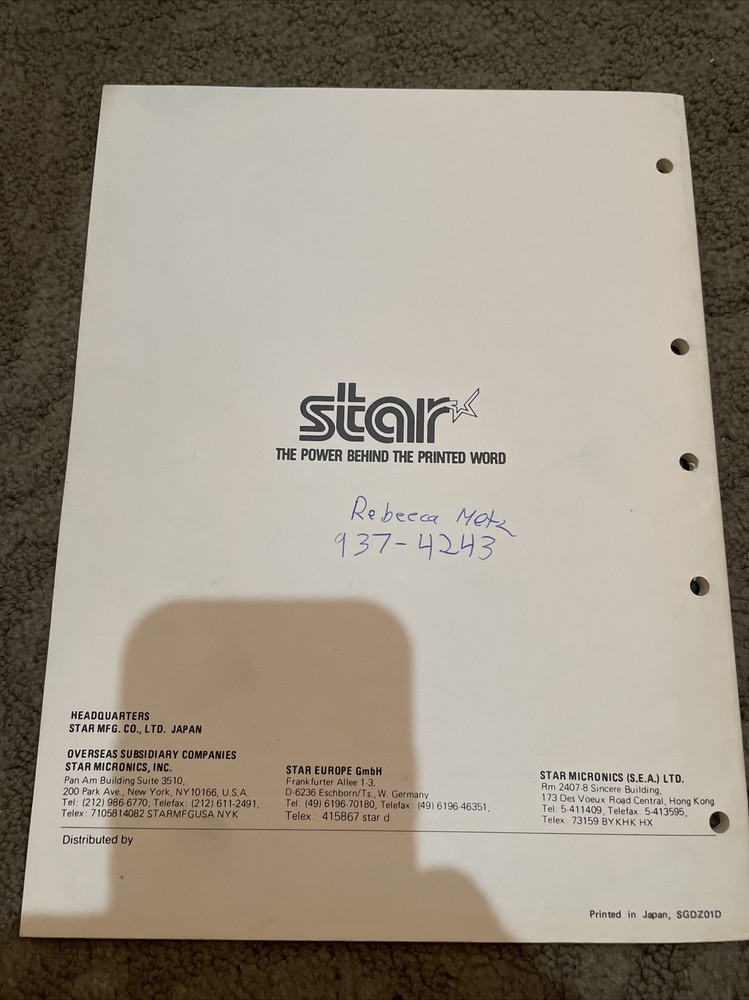 star
THE POWER BEHIND THE PRINTED WORD
Rebecca Metz
937-4243
HEADQUARTERS
STAR MFG. CO., LTD. JAPAN
OVERSEAS SUBSIDIARY COMPANIES
STAR MICRONICS, INC.
Pan Am Building Suite 3510,
200 Park Ave., New York, NY10166, U.S.A.
Tel: (212) 986-6770, Telefax: (212) 611-2491,
Telex: 7105814082 STARMFGUSA NYK
STAR EUROPE GmbH
Frankfurter Allee 1-3,
D-6236 Eschborn/Ts., W. Germany
Tel: (49) 6196-70180, Telefax: (49) 6196-46351,
Telex: 415867 star d
STAR MICRONICS (S.E.A.) LTD.
Rm 2407-8 Sincere Building,
173 Des Voeux Road Central, Hong Kong
Tel: 5-411409, Telefax: 5-413595,
Telex: 73159 BYKHK HX
Distributed by
Printed in Japan, SGDZ01D